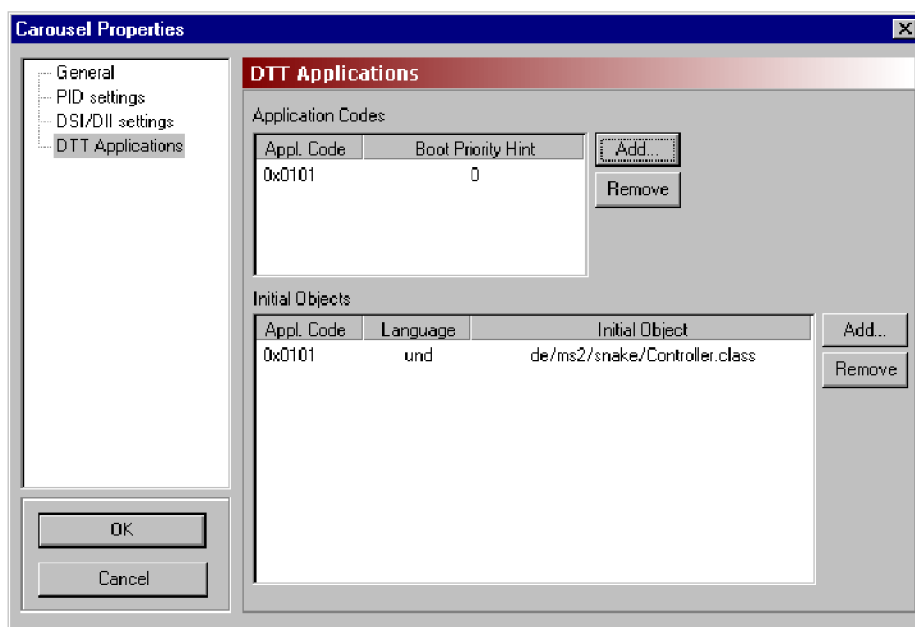 Carousel Properties
General
PID settings
DSI/DII settings
DTT Applications
OK
Cancel
DTT Applications
Application Codes
Appl. Code Boot Priority Hint
0x0101 0
Add...
Remove
Initial Objects
Appl. Code Language Initial Object
0x0101 und de/ms2/snake/Controller.class
Add...
Remove